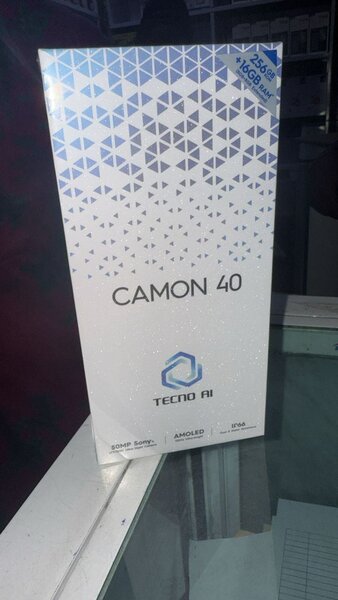 256GB
+16GB RAM*
CAMON 40
TECNO AI
50MP Sony
AMOLED
IP66